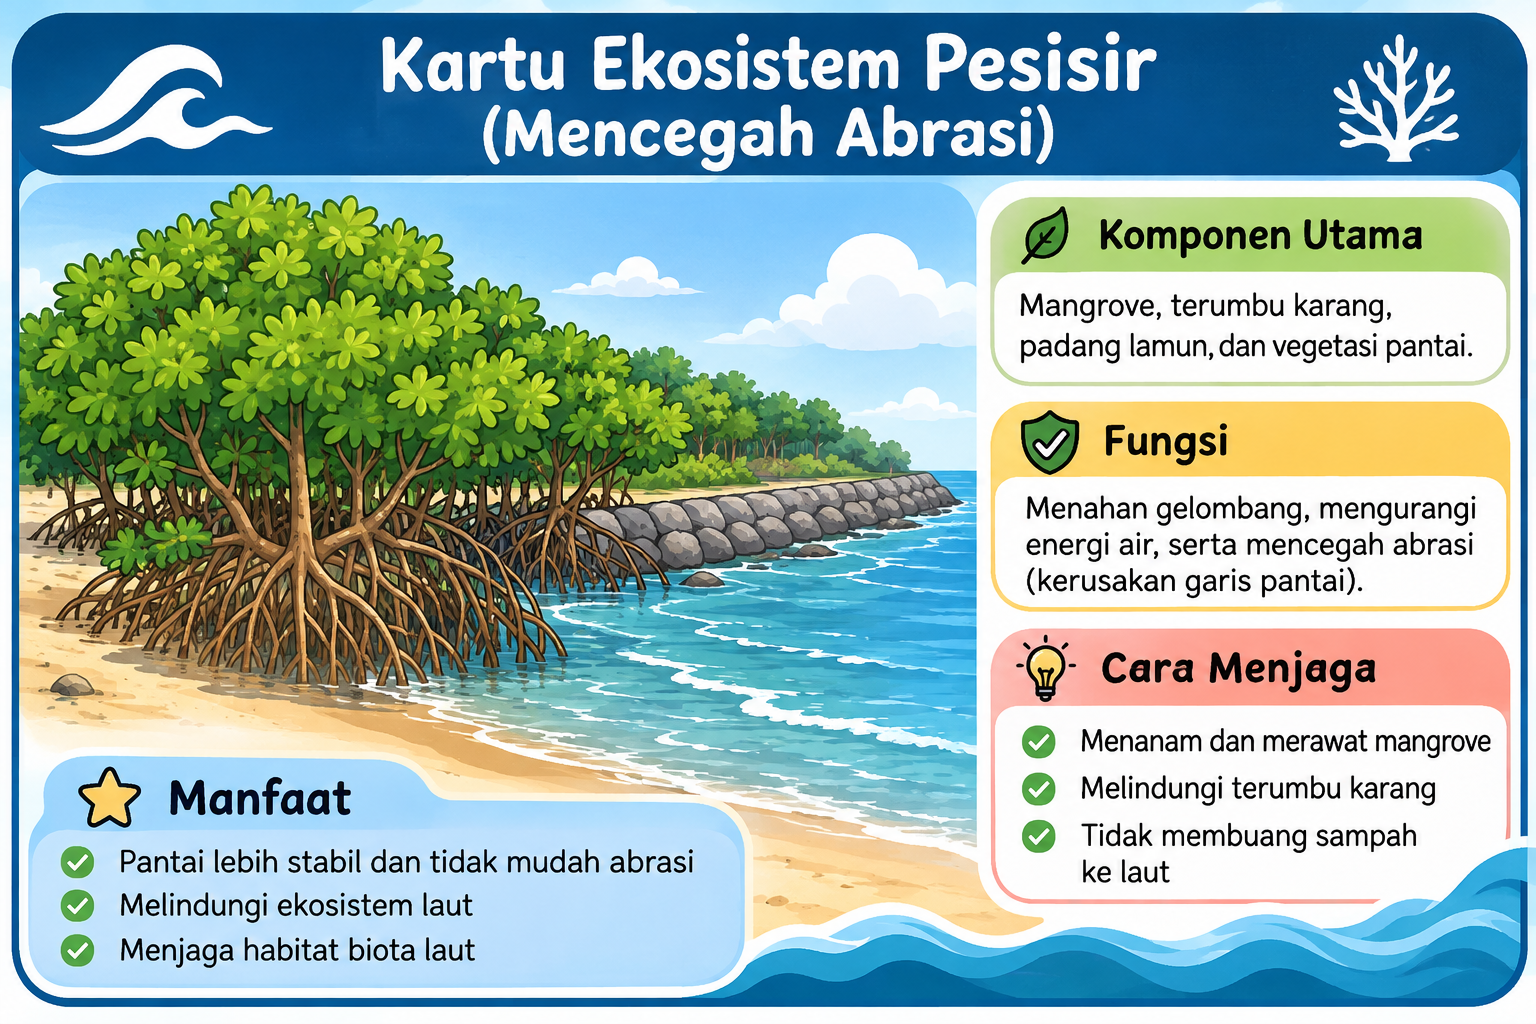 Kartu Ekosistem Pesisir
(Mencegah Abrasi)
Komponen Utama
Mangrove, terumbu karang,
padang lamun, dan vegetasi pantai.
Fungsi
Menahan gelombang, mengurangi
energi air, serta mencegah abrasi
(kerusakan garis pantai).
Cara Menjaga
Menanam dan merawat mangrove
Melindungi terumbu karang
Tidak membuang sampah
ke laut
Manfaat
Pantai lebih stabil dan tidak mudah abrasi
Melindungi ekosistem laut
Menjaga habitat biota laut